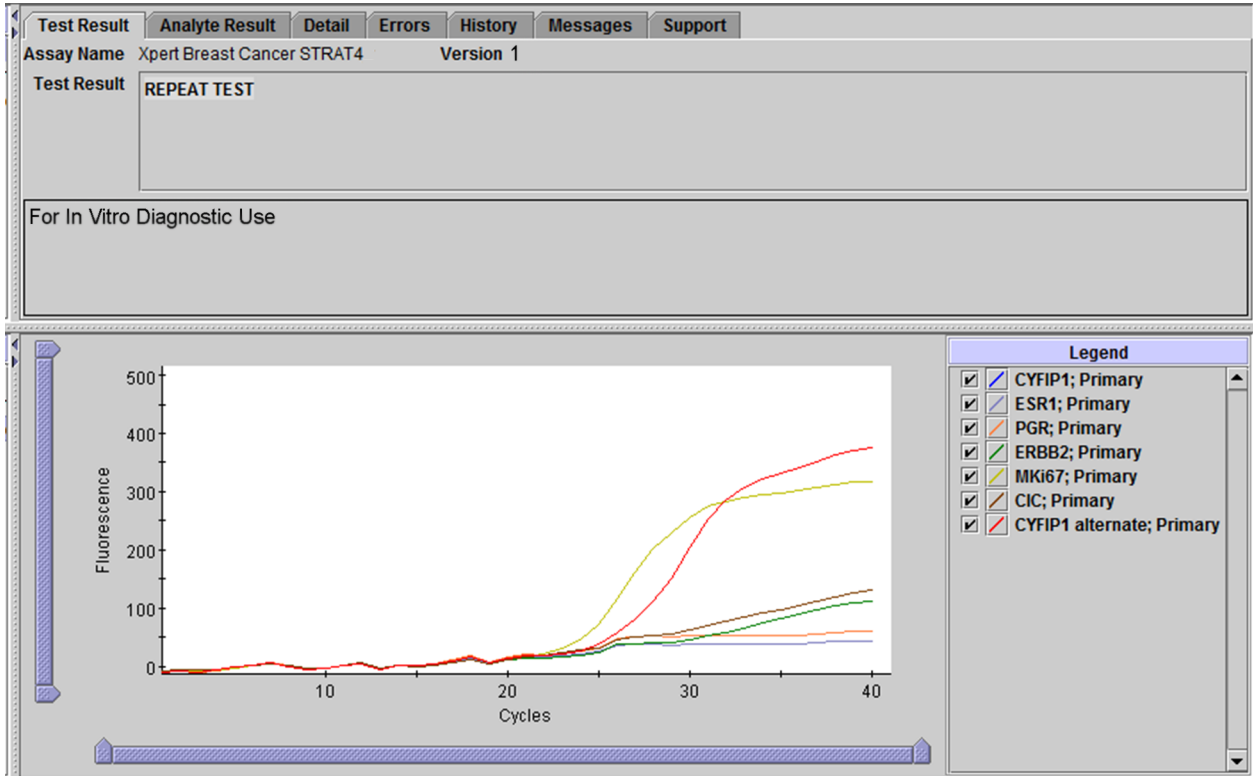 Test Result Analyte Result Detail Errors History Messages Support
Assay Name Xpert Breast Cancer STRAT4 Version 1
Test Result REPEAT TEST
For In Vitro Diagnostic Use
Legend
CYFIP1; Primary
ESR1; Primary
PGR; Primary
ERBB2; Primary
MKi67; Primary
CIC; Primary
CYFIP1 alternate; Primary
500
400
300
200
100
0
Fluorescence
10 20 30 40
Cycles